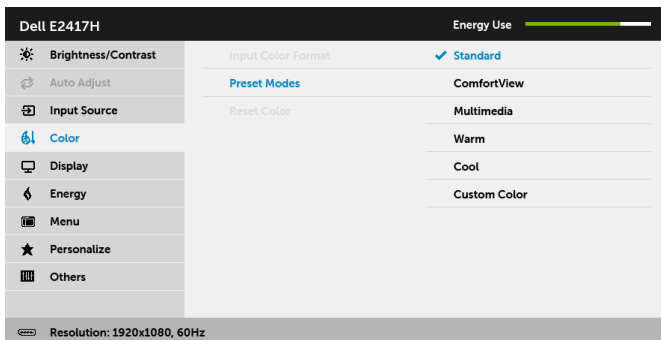 Dell E2417H
Energy Use
Brightness/Contrast
Input Color Format
Standard
Auto Adjust
Preset Modes
ComfortView
Input Source
Reset Color
Multimedia
Color
Warm
Display
Cool
Energy
Custom Color
Menu
Personalize
Others
Resolution: 1920x1080, 60Hz